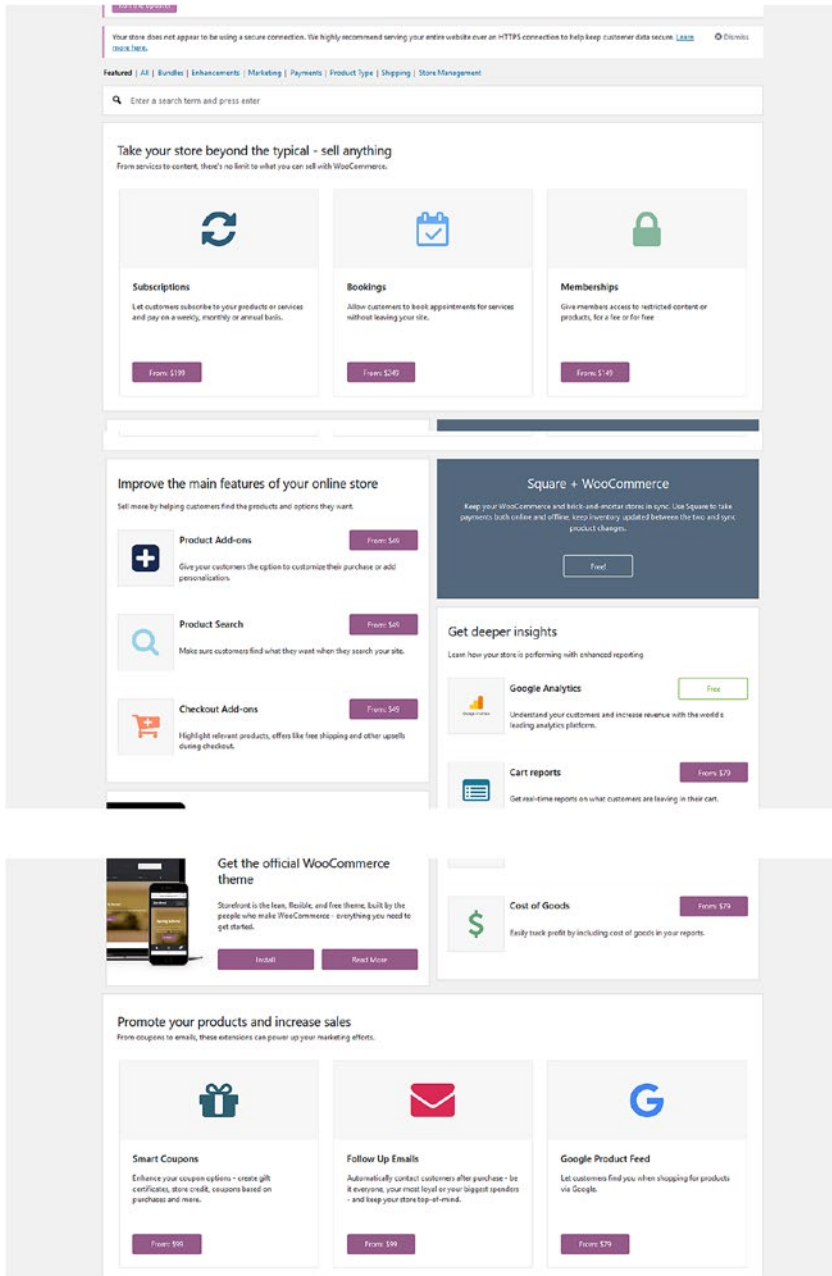 Your store does not appear to be using a secure connection. We highly recommend serving your entire website over an HTTPS connection to help keep customer data secure. Learn
more here.
Dismiss
Featured | All | Bundles | Enhancements | Marketing | Payments | Product Type | Shipping | Store Management
Enter a search term and press enter
Take your store beyond the typical - sell anything
From services to content, there's no limit to what you can sell with WooCommerce.
Subscriptions
Let customers subscribe to your products or services
and pay on a weekly, monthly or annual basis.
From: $199
Bookings
Allow customers to book appointments for services
without leaving your site.
From: $249
Memberships
Give members access to restricted content or
products, for a fee or for free
From: $149
Improve the main features of your online store
Sell more by helping customers find the products and options they want.
Product Add-ons
From: $49
Give your customers the option to customize their purchase or add
personalization.
Product Search
From: $49
Make sure customers find what they want when they search your site.
Checkout Add-ons
From: $49
Highlight relevant products, offers like free shipping and other upsells
during checkout.
Square + WooCommerce
Keep your WooCommerce and brick-and-mortar stores in sync. Use Square to take
payments both online and offline, keep inventory updated between the two and sync
product changes.
Free!
Get deeper insights
Learn how your store is performing with enhanced reporting
Google Analytics
Free
Understand your customers and increase revenue with the world's
leading analytics platform.
Cart reports
From: $79
Get real-time reports on what customers are leaving in their cart.
Get the official WooCommerce
theme
Storefront is the lean, flexible, and free theme, built by the
people who make WooCommerce - everything you need to
get started.
Install
Read More
Cost of Goods
From: $79
Easily track profit by including cost of goods in your reports.
Promote your products and increase sales
From coupons to emails, these extensions can power up your marketing efforts.
Smart Coupons
Enhance your coupon options - create gift
certificates, store credit, coupons based on
purchases and more.
From: $99
Follow Up Emails
Automatically contact customers after purchase - be
it everyone, your most loyal or your biggest spenders
- and keep your store top-of-mind.
From: $99
Google Product Feed
Let customers find you when shopping for products
via Google.
From: $79